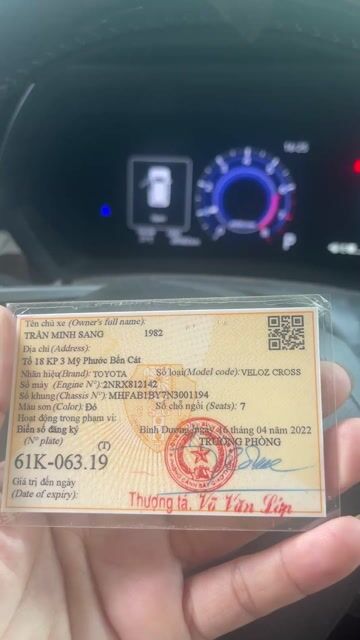 Tên chủ xe (Owner's full name):
TRẦN MINH SANG 1982
Địa chỉ (Address):
Tổ 18 KP 3 Mỹ Phước Bến Cát
Nhãn hiệu(Brand): TOYOTA Số loại(Model code): VELOZ CROSS
Số máy (Engine N°):2NRX812142
Số khung(Chassis N°):MHFAB1BY7N3001194
Màu sơn (Color): Đỏ Số chỗ ngồi (Seats): 7
Hoạt động trong phạm vi:
Biển số đăng ký
Bình Dương, ngày 16 tháng 04 năm 2022
(N° plate) (T)
TRƯỞNG PHÒNG
61K-063.19
Giá trị đến ngày
(Date of expiry):
Thượng tá. Võ Văn Lớp
P